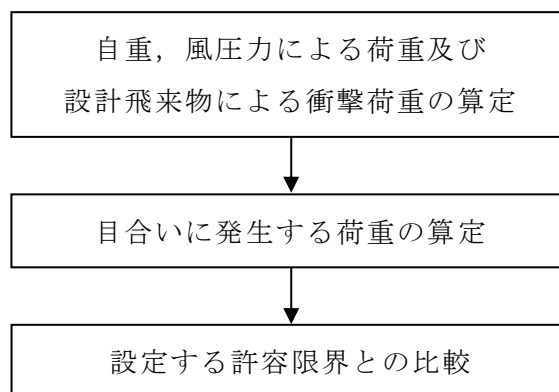 自重，風圧力による荷重及び
設計飛来物による衝撃荷重の算定
目合いに発生する荷重の算定
設定する許容限界との比較